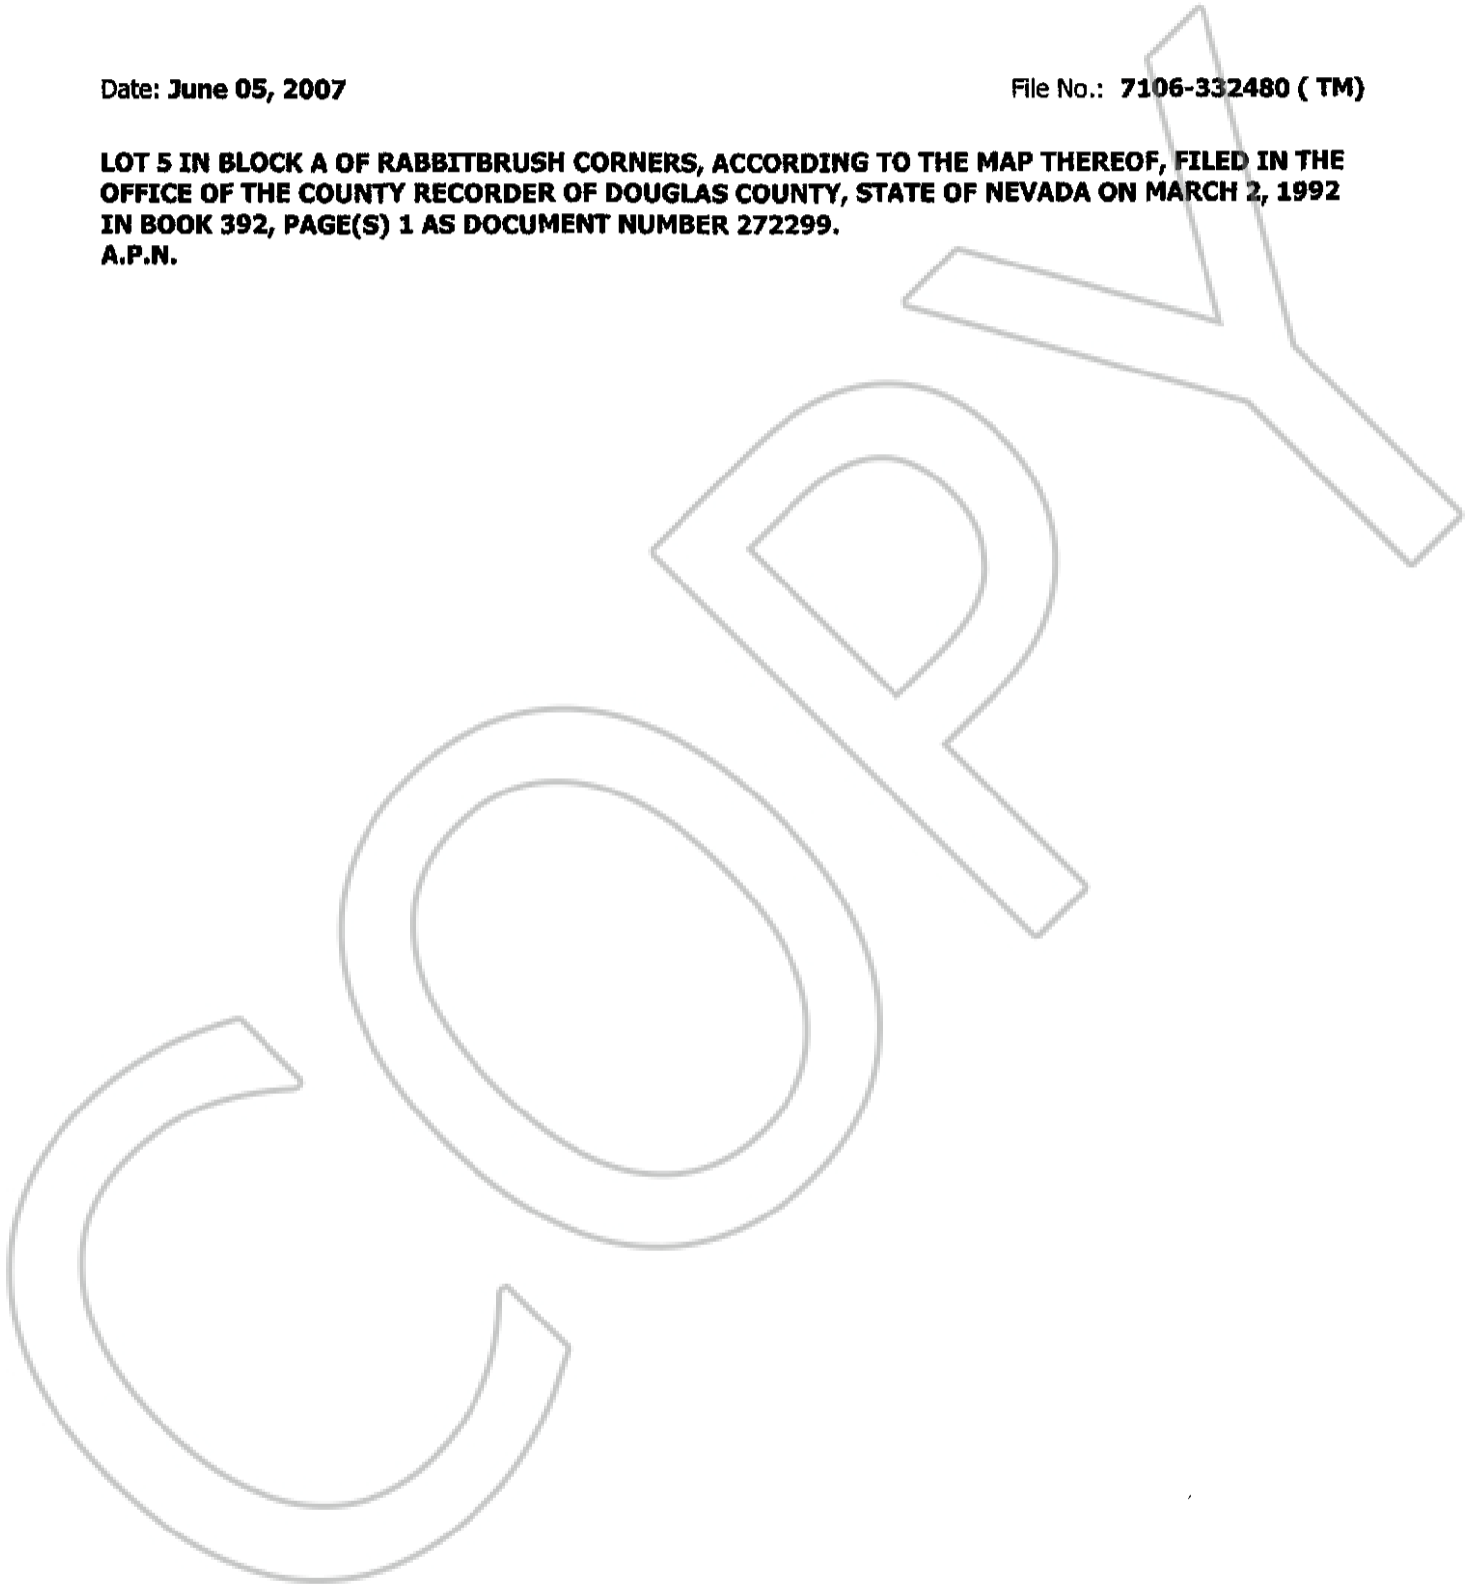 Date: June 05, 2007 File No.: 7106-332480 ( TM)
LOT 5 IN BLOCK A OF RABBITBRUSH CORNERS, ACCORDING TO THE MAP THEREOF, FILED IN THE
OFFICE OF THE COUNTY RECORDER OF DOUGLAS COUNTY, STATE OF NEVADA ON MARCH 2, 1992
IN BOOK 392, PAGE(S) 1 AS DOCUMENT NUMBER 272299.
A.P.N.
COPY